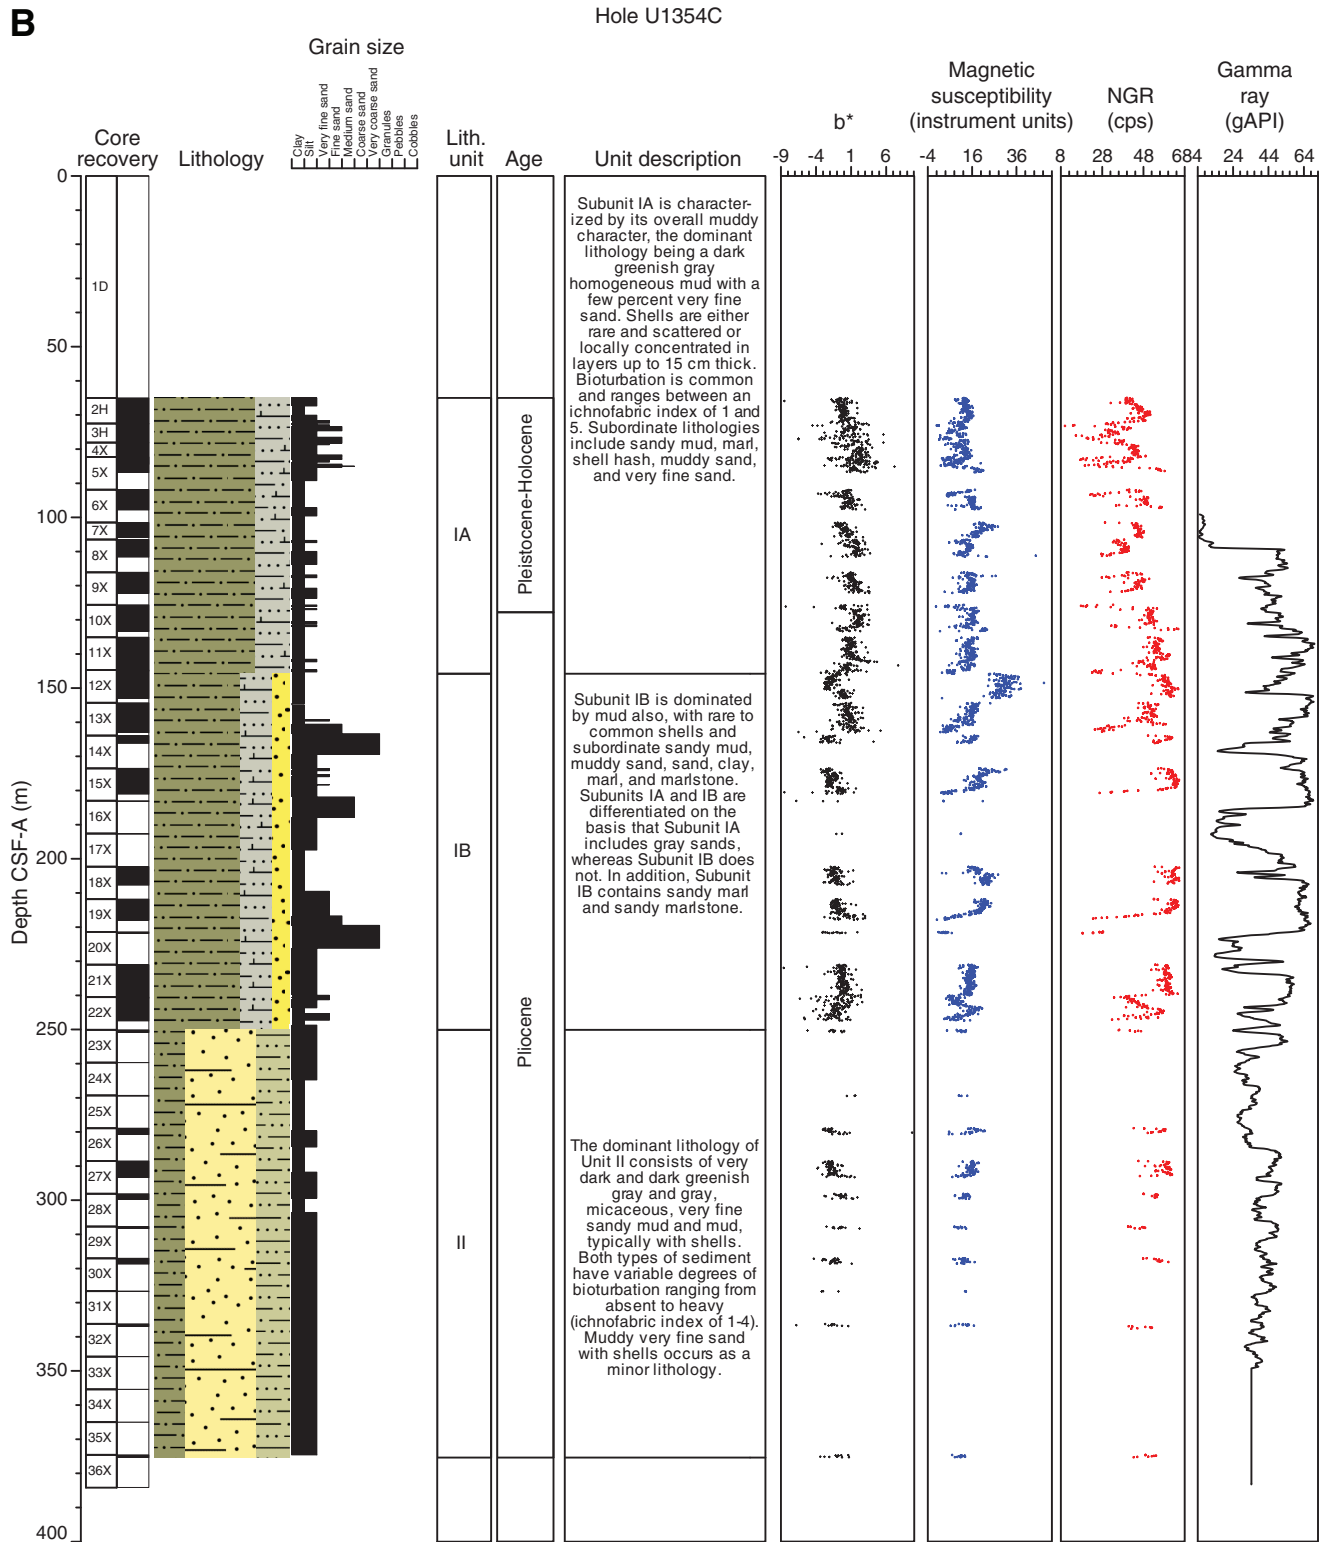 B
Hole U1354C
Grain size
Clay
Silt
Very fine sand
Fine sand
Medium sand
Coarse sand
Very coarse sand
Granules
Pebbles
Cobbles
Core
recovery
Lithology
Lith.
unit
Age
Unit description
b*
-9 -4 1 6
Magnetic
susceptibility
(instrument units)
-4 16 36
NGR
(cps)
8 28 48 68
Gamma
ray
(gAPI)
4 24 44 64
Depth CSF-A (m)
0
50
100
150
200
250
300
350
400
1D
2H
3H
4X
5X
6X
7X
8X
9X
10X
11X
12X
13X
14X
15X
16X
17X
18X
19X
20X
21X
22X
23X
24X
25X
26X
27X
28X
29X
30X
31X
32X
33X
34X
35X
36X
IA
IB
II
Pleistocene-Holocene
Pliocene
Subunit IA is character-
ized by its overall muddy
character, the dominant
lithology being a dark
greenish gray
homogeneous mud with a
few percent very fine
sand. Shells are either
rare and scattered or
locally concentrated in
layers up to 15 cm thick.
Bioturbation is common
and ranges between an
ichnofabric index of 1 and
5. Subordinate lithologies
include sandy mud, marl,
shell hash, muddy sand,
and very fine sand.
Subunit IB is dominated
by mud also, with rare to
common shells and
subordinate sandy mud,
muddy sand, sand, clay,
marl, and marlstone.
Subunits IA and IB are
differentiated on the
basis that Subunit IA
includes gray sands,
whereas Subunit IB does
not. In addition, Subunit
IB contains sandy marl
and sandy marlstone.
The dominant lithology of
Unit II consists of very
dark and dark greenish
gray and gray,
micaceous, very fine
sandy mud and mud,
typically with shells.
Both types of sediment
have variable degrees of
bioturbation ranging from
absent to heavy
(ichnofabric index of 1-4).
Muddy very fine sand
with shells occurs as a
minor lithology.